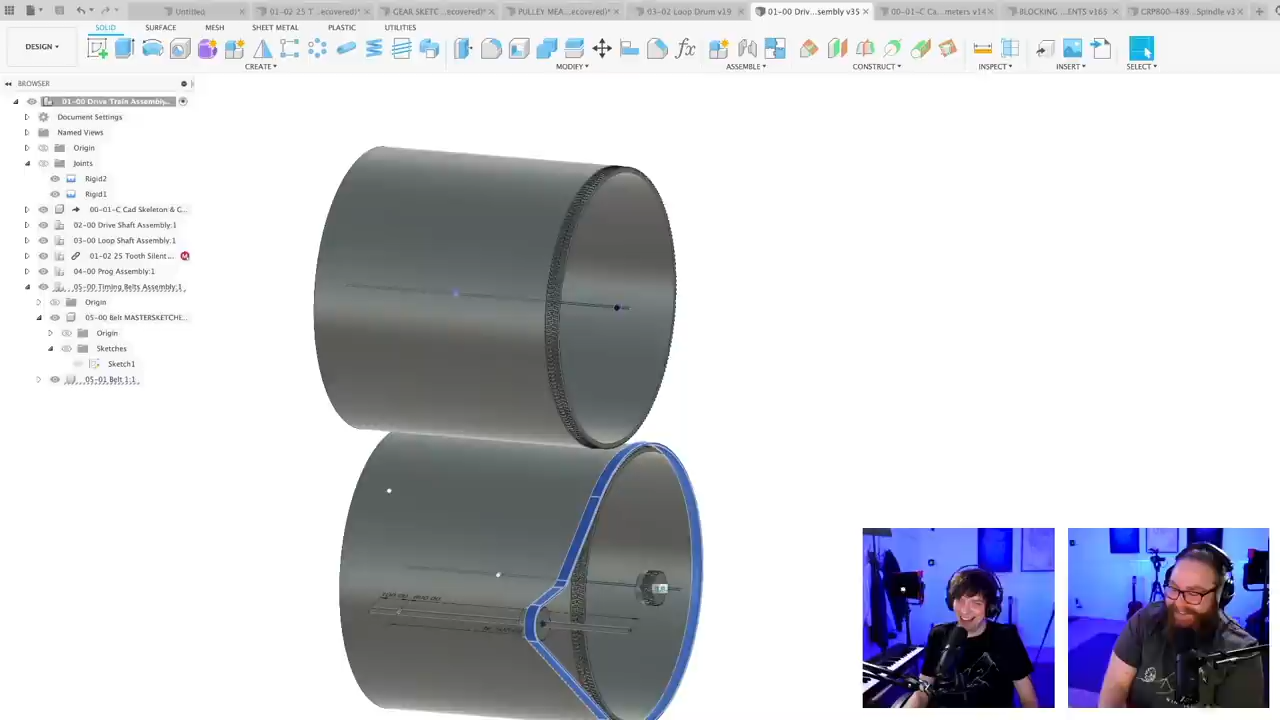 Untitled
01-02 25 T ...ecovered)*
GEAR SKETC ...ecovered)*
PULLEY MEA...covered)*
03-02 Loop Drum v19
01-00 Driv...sembly v35
00-01-C Ca...meters v14
BLOCKING ...ENTS v165
CRP800-489...Spindle v3
SOLID
SURFACE
MESH
SHEET METAL
PLASTIC
UTILITIES
DESIGN
CREATE
MODIFY
ASSEMBLE
CONSTRUCT
INSPECT
INSERT
SELECT
BROWSER
01-00 Drive Train Assembly...
Document Settings
Named Views
Origin
Joints
Rigid2
Rigid1
00-01-C Cad Skeleton & C...
02-00 Drive Shaft Assembly:1
03-00 Loop Shaft Assembly:1
01-02 25 Tooth Silent ...
04-00 Prog Assembly:1
05-00 Timing Belts Assembly:1
Origin
05-00 Belt MASTERSKETCHE...
Origin
Sketches
Sketch1
05-01 Belt 1:1